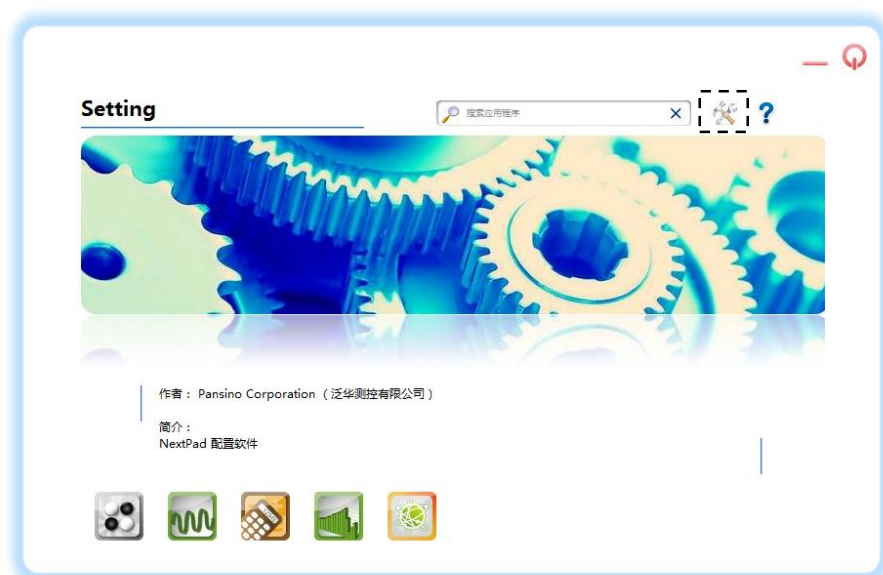 Setting
搜索应用程序
作者： Pansino Corporation （泛华测控有限公司）
简介：
NextPad 配置软件